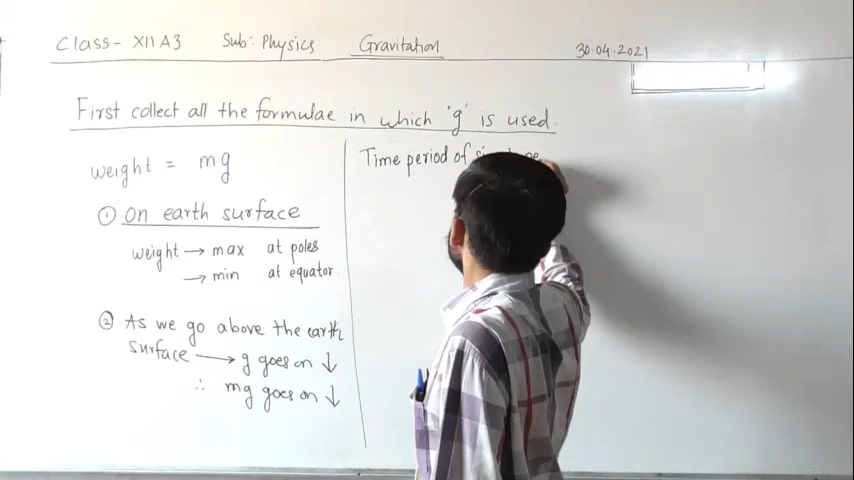 Class- XII A3 Sub: Physics Gravitation 30.04.2021
First collect all the formulae in which 'g' is used.
weight = mg
① on earth surface
weight → max at poles
→ min at equator
② As we go above the earth
surface → g goes on ↓
∴ mg goes on ↓
Time period of